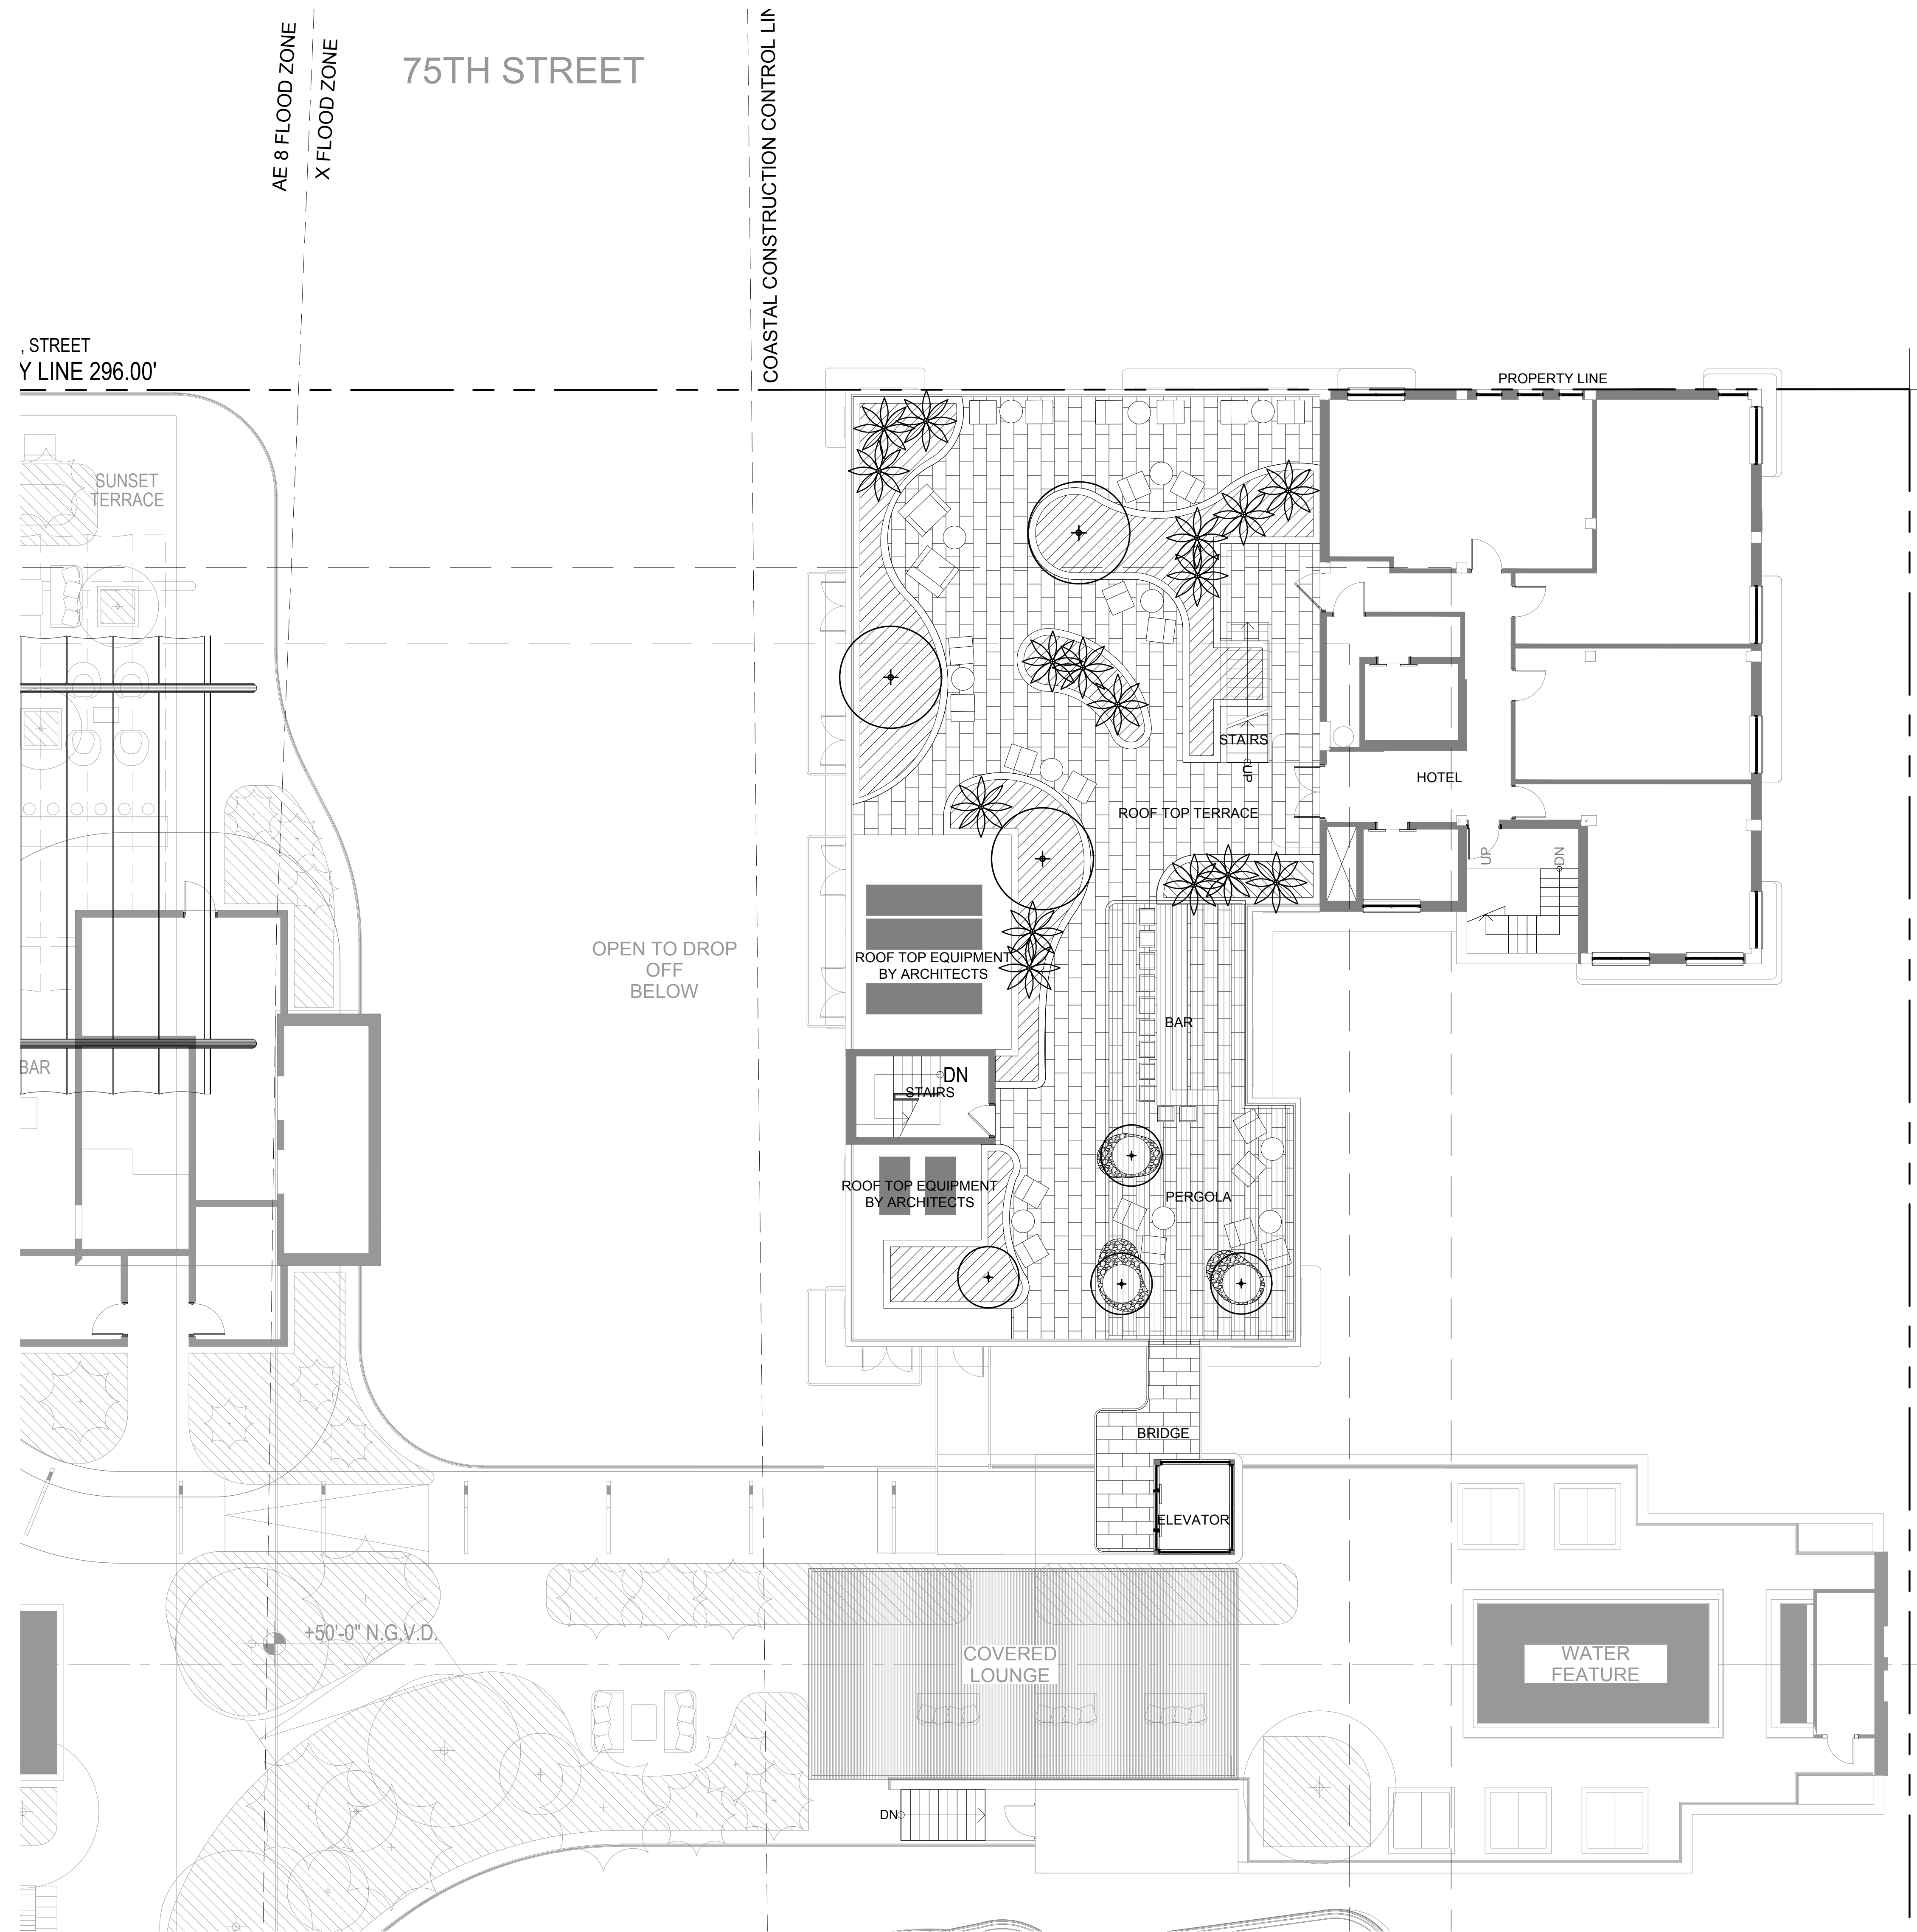 75TH STREET
AE 8 FLOOD ZONE
X FLOOD ZONE
COASTAL CONSTRUCTION CONTROL LIN
, STREET
Y LINE 296.00'
PROPERTY LINE
SUNSET
TERRACE
STAIRS
UP
HOTEL
ROOF TOP TERRACE
UP
DN
OPEN TO DROP
OFF
BELOW
ROOF TOP EQUIPMENT
BY ARCHITECTS
BAR
BAR
DN
STAIRS
ROOF TOP EQUIPMENT
BY ARCHITECTS
PERGOLA
BRIDGE
ELEVATOR
+50'-0" N.G.V.D.
COVERED
LOUNGE
WATER
FEATURE
DN